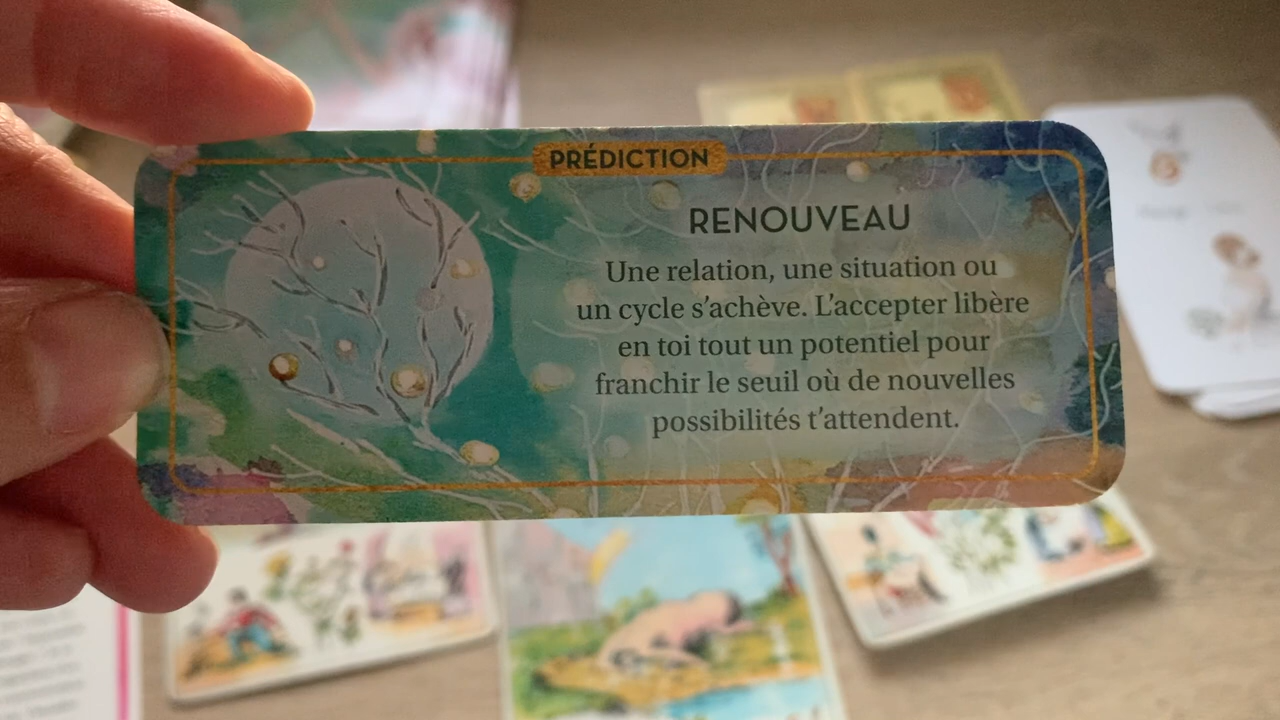 PRÉDICTION
RENOUVEAU
Une relation, une situation ou
un cycle s’achève. L’accepter libère
en toi tout un potentiel pour
franchir le seuil où de nouvelles
possibilités t’attendent.